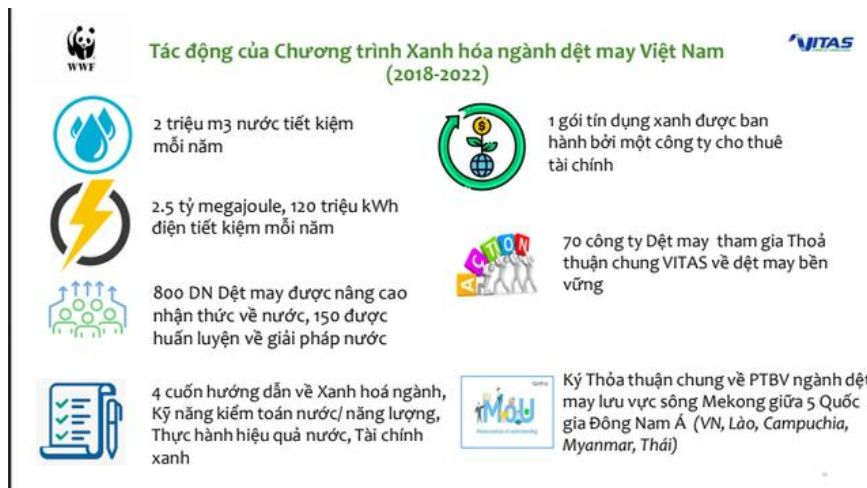 WWF
Tác động của Chương trình Xanh hóa ngành dệt may Việt Nam
(2018-2022)
VITAS
2 triệu m3 nước tiết kiệm
mỗi năm
2.5 tỷ megajoule, 120 triệu kWh
điện tiết kiệm mỗi năm
800 DN Dệt may được nâng cao
nhận thức về nước, 150 được
huấn luyện về giải pháp nước
4 cuốn hướng dẫn về Xanh hoá ngành,
Kỹ năng kiểm toán nước/ năng lượng,
Thực hành hiệu quả nước, Tài chính
xanh
1 gói tín dụng xanh được ban
hành bởi một công ty cho thuê
tài chính
ACTION
70 công ty Dệt may tham gia Thoả
thuận chung VITAS về dệt may bền
vững
MoU
Ký Thỏa thuận chung về PTBV ngành dệt
may lưu vực sông Mekong giữa 5 Quốc
gia Đông Nam Á (VN, Lào, Campuchia,
Myanmar, Thái)